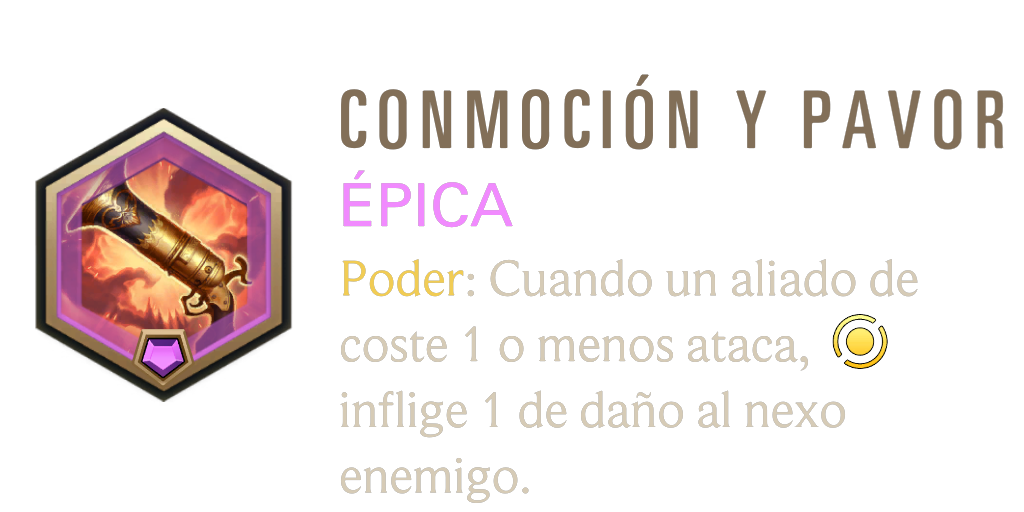 CONMOCIÓN Y PAVOR
ÉPICA
Poder: Cuando un aliado de
coste 1 o menos ataca,
inflige 1 de daño al nexo
enemigo.